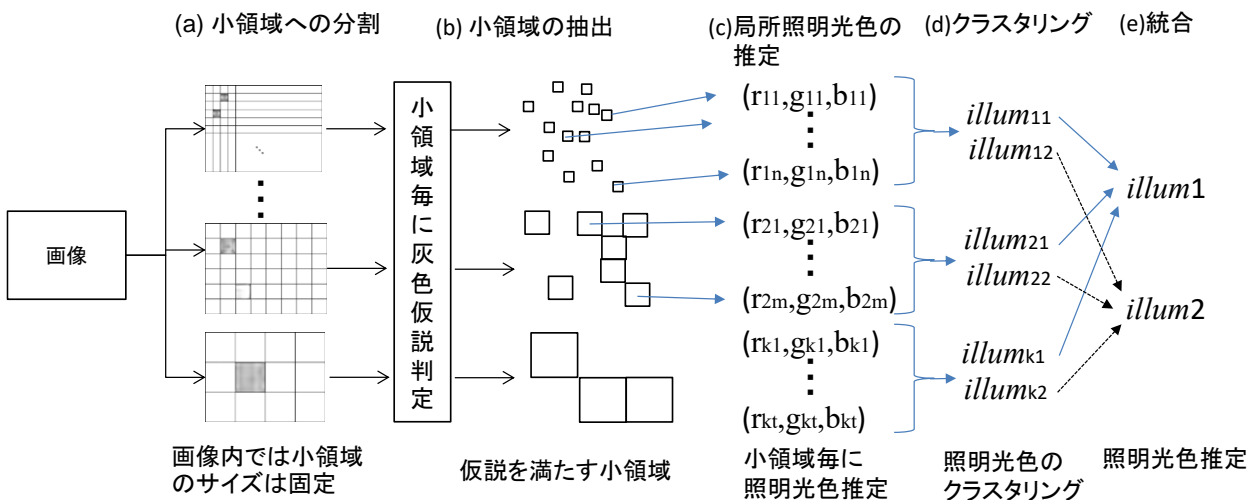 (a) 小領域への分割
(b) 小領域の抽出
(c) 局所照明光色の
推定
(d)クラスタリング
(e)統合
画像
小領域毎に灰色仮説判定
(r11,g11,b11)
(r1n,g1n,b1n)
(r21,g21,b21)
(r2m,g2m,b2m)
(rk1,gk1,bk1)
(rkt,gkt,bkt)
illum11
illum12
illum21
illum22
illumk1
illumk2
illum1
illum2
画像内では小領域
のサイズは固定
仮説を満たす小領域
小領域毎に
照明光色推定
照明光色の
クラスタリング
照明光色推定